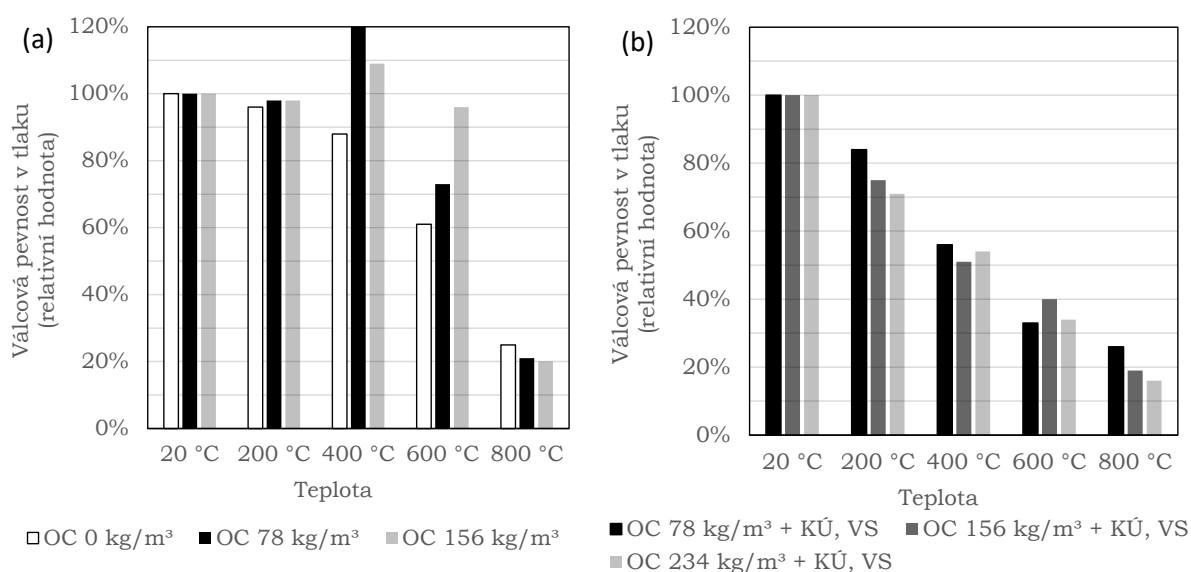 (a)
Válcová pevnost v tlaku
(relativní hodnota)
120%
100%
80%
60%
40%
20%
0%
20 °C 200 °C 400 °C 600 °C 800 °C
Teplota
OC 0 kg/m³ OC 78 kg/m³ OC 156 kg/m³
(b)
Válcová pevnost v tlaku
(relativní hodnota)
120%
100%
80%
60%
40%
20%
0%
20 °C 200 °C 400 °C 600 °C 800 °C
Teplota
OC 78 kg/m³ + KÚ, VS OC 156 kg/m³ + KÚ, VS
OC 234 kg/m³ + KÚ, VS